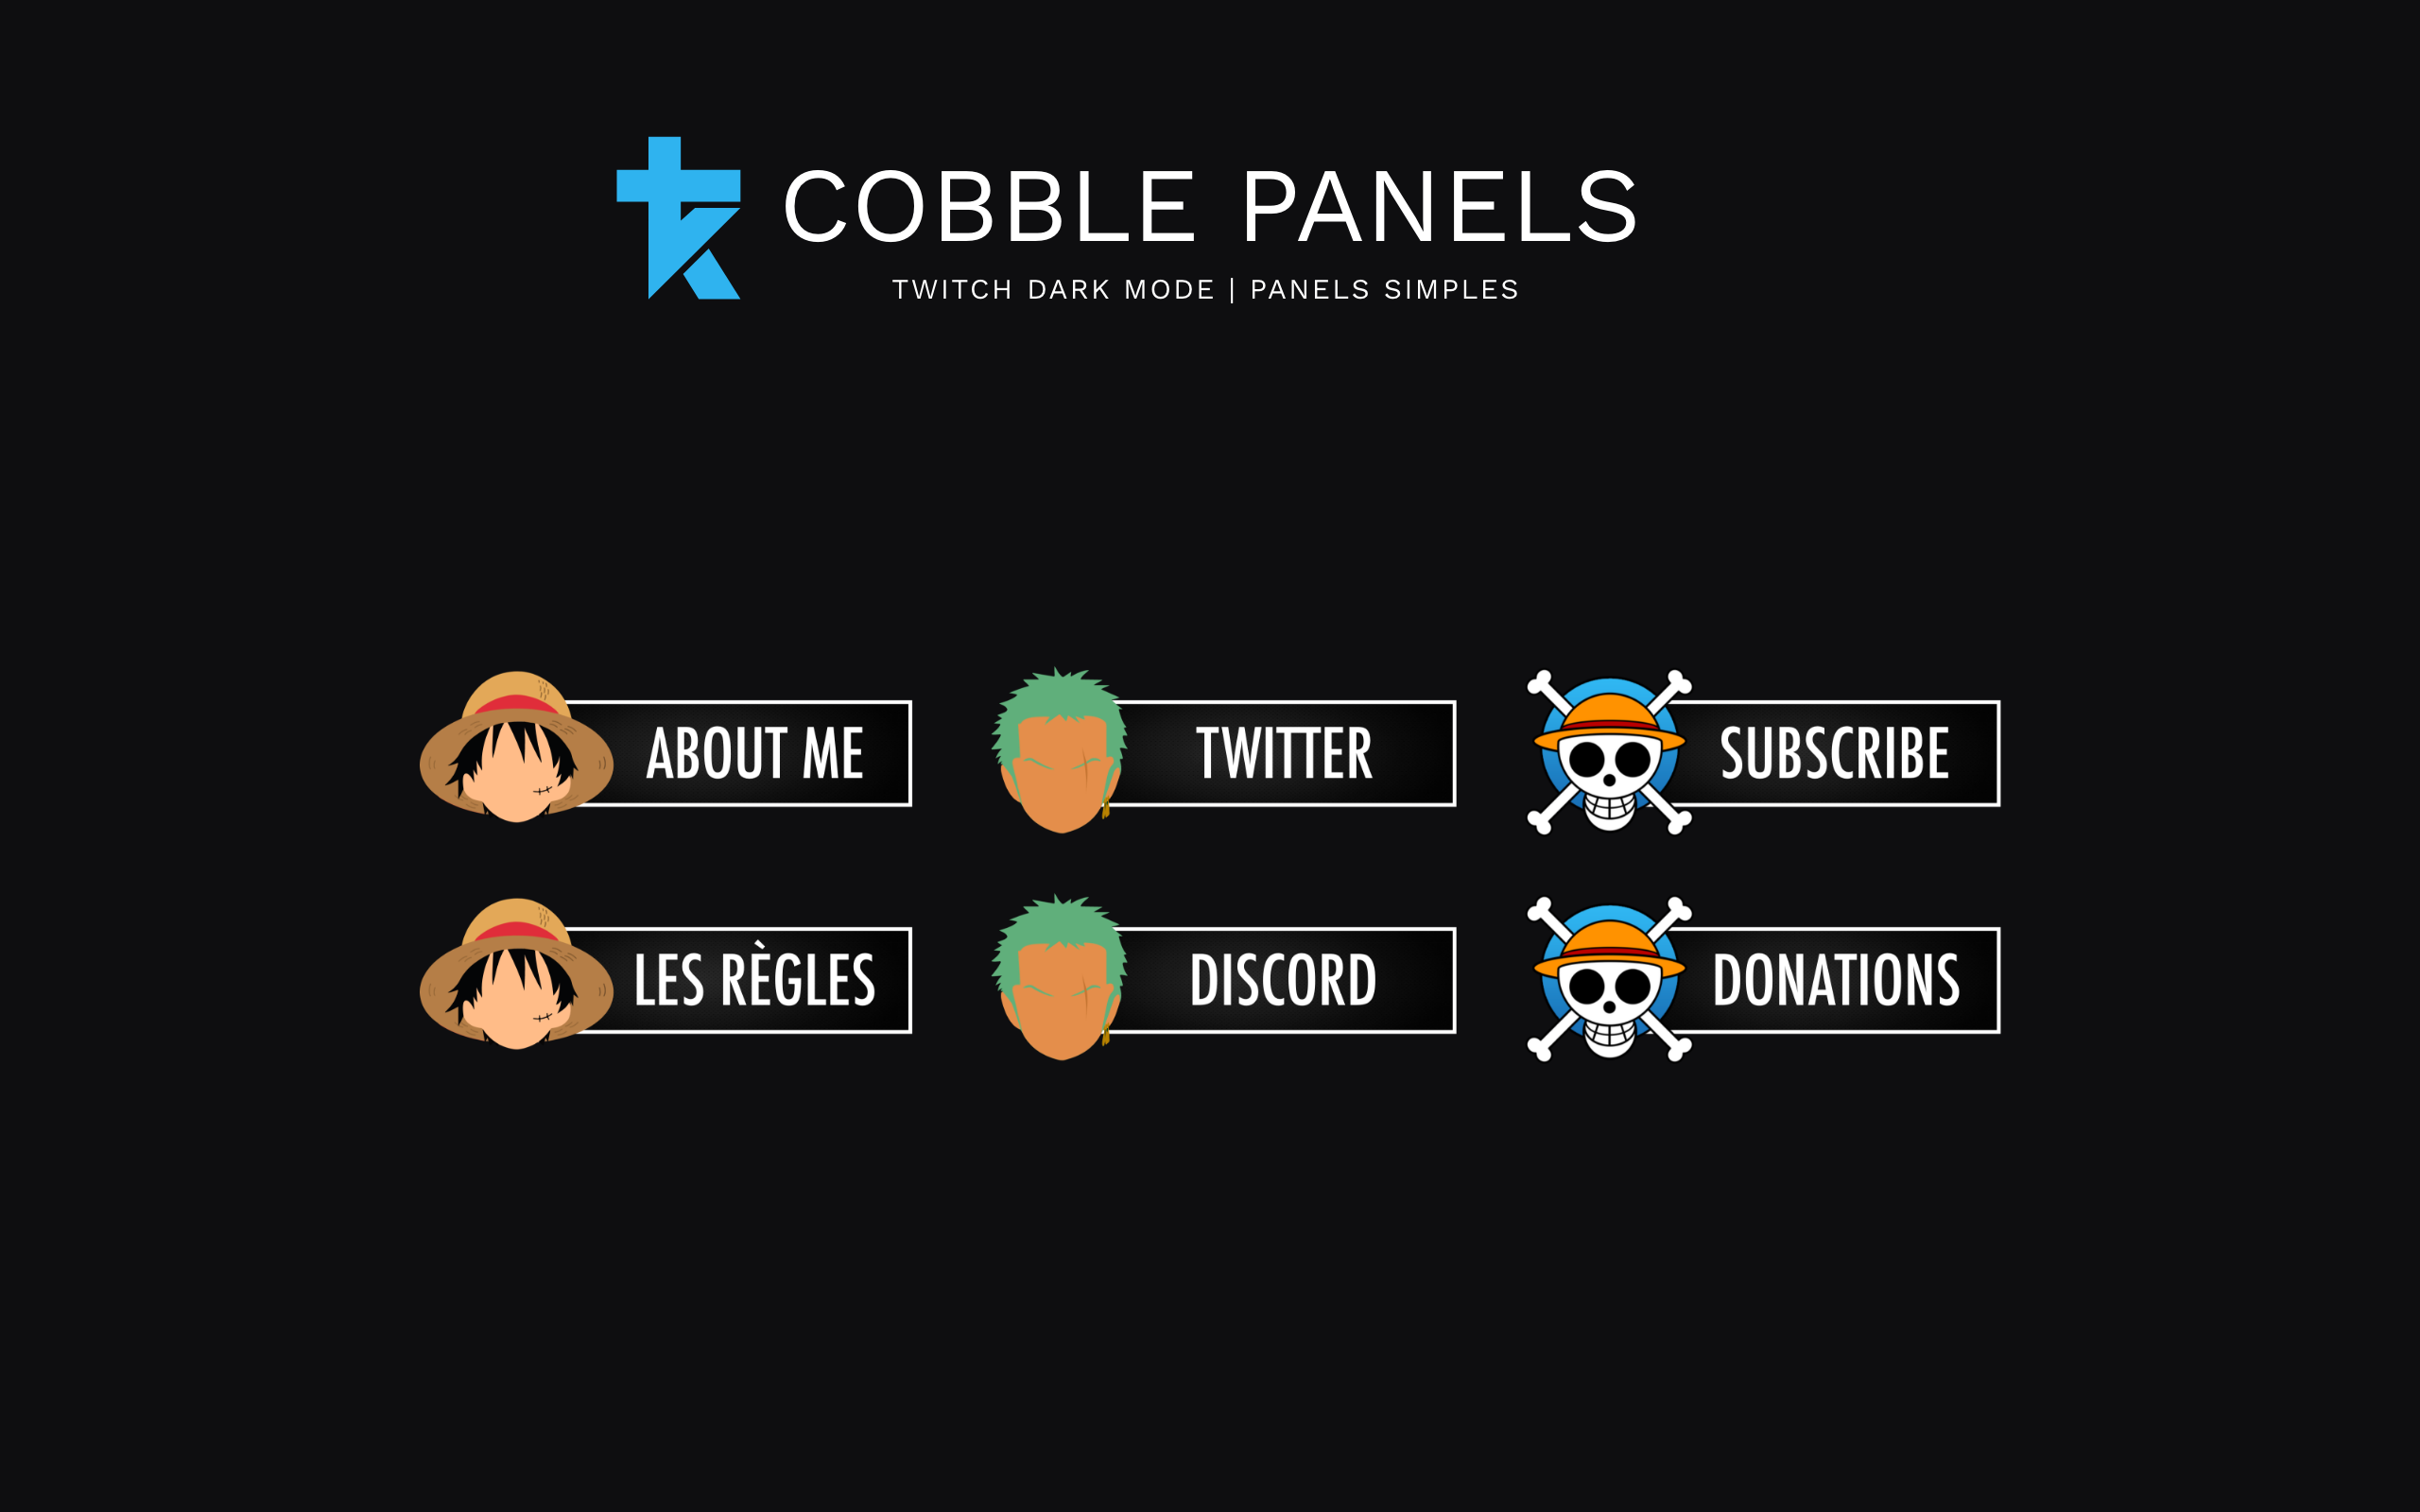 COBBLE PANELS
TWITCH DARK MODE | PANELS SIMPLES
ABOUT ME
TWITTER
SUBSCRIBE
LES RÈGLES
DISCORD
DONATIONS